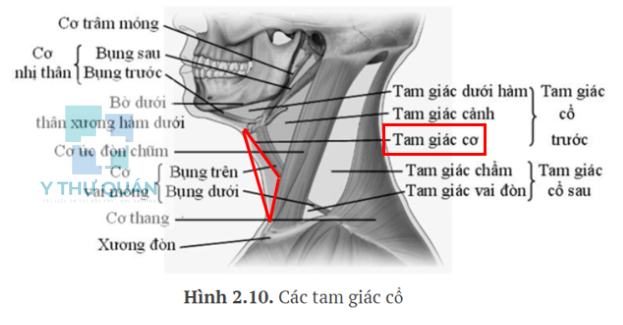 Cơ trâm móng
Cơ
nhị thân
Bụng sau
Bụng trước
Bờ dưới
thân xương hàm dưới
Cơ ức đòn chũm
Cơ
vai móng
Bụng trên
Bụng dưới
Cơ thang
Xương đòn
Tam giác dưới hàm
Tam giác cảnh
Tam giác cơ
Tam giác
cổ
trước
Tam giác chẩm
Tam giác vai đòn
Tam giác
cổ sau
Y THƯ QUÁN
Hình 2.10. Các tam giác cổ